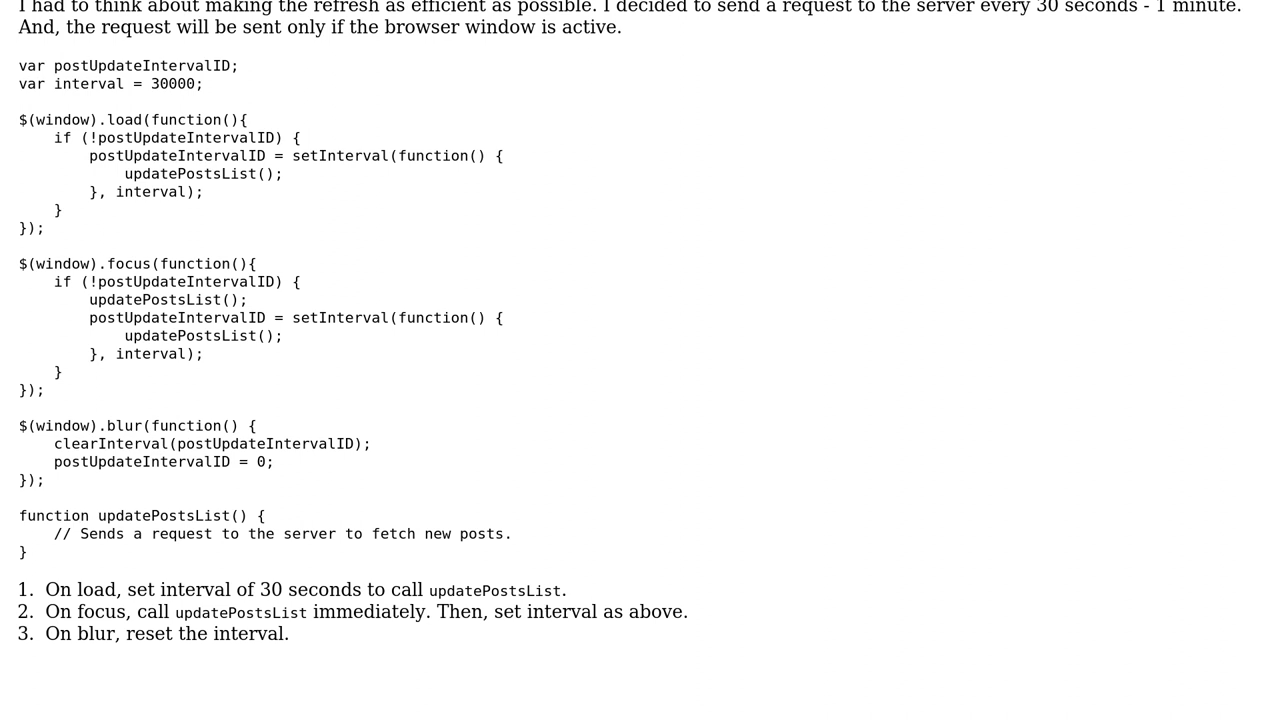 I had to think about making the refresh as efficient as possible. I decided to send a request to the server every 30 seconds - 1 minute.
And, the request will be sent only if the browser window is active.
var postUpdateIntervalID;
var interval = 30000;
$(window).load(function(){
    if (!postUpdateIntervalID) {
        postUpdateIntervalID = setInterval(function() {
            updatePostsList();
        }, interval);
    }
});
$(window).focus(function(){
    if (!postUpdateIntervalID) {
        updatePostsList();
        postUpdateIntervalID = setInterval(function() {
            updatePostsList();
        }, interval);
    }
});
$(window).blur(function() {
    clearInterval(postUpdateIntervalID);
    postUpdateIntervalID = 0;
});
function updatePostsList() {
    // Sends a request to the server to fetch new posts.
}
1. On load, set interval of 30 seconds to call updatePostsList.
2. On focus, call updatePostsList immediately. Then, set interval as above.
3. On blur, reset the interval.